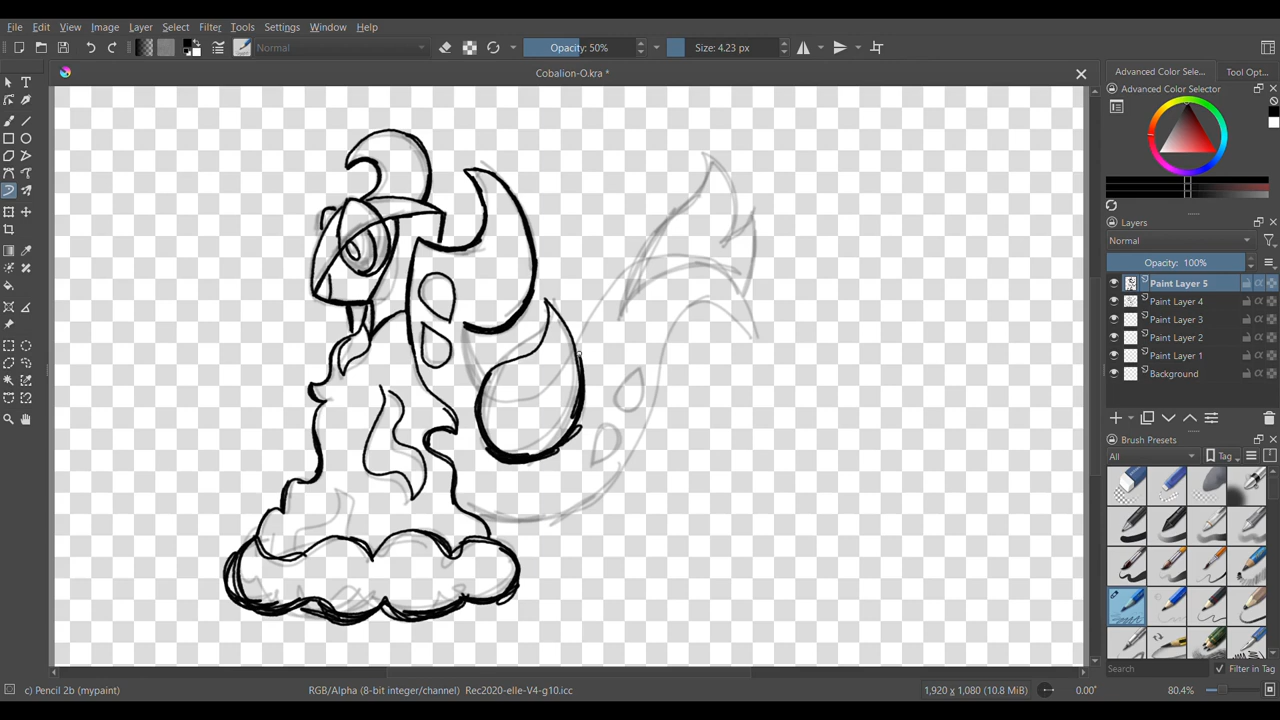 File Edit View Image Layer Select Filter Tools Settings Window Help
Normal Opacity: 50% Size: 4.23 px
Cobalion-O.kra *
Advanced Color Sele... Tool Opt...
Advanced Color Selector
Layers
Normal
Opacity: 100%
Paint Layer 5
Paint Layer 4
Paint Layer 3
Paint Layer 2
Paint Layer 1
Background
Brush Presets
All Tag
Search Filter in Tag
c) Pencil 2b (mypaint) RGB/Alpha (8-bit integer/channel) Rec2020-elle-V4-g10.icc 1,920 x 1,080 (10.8 MiB) 0.00° 80.4%